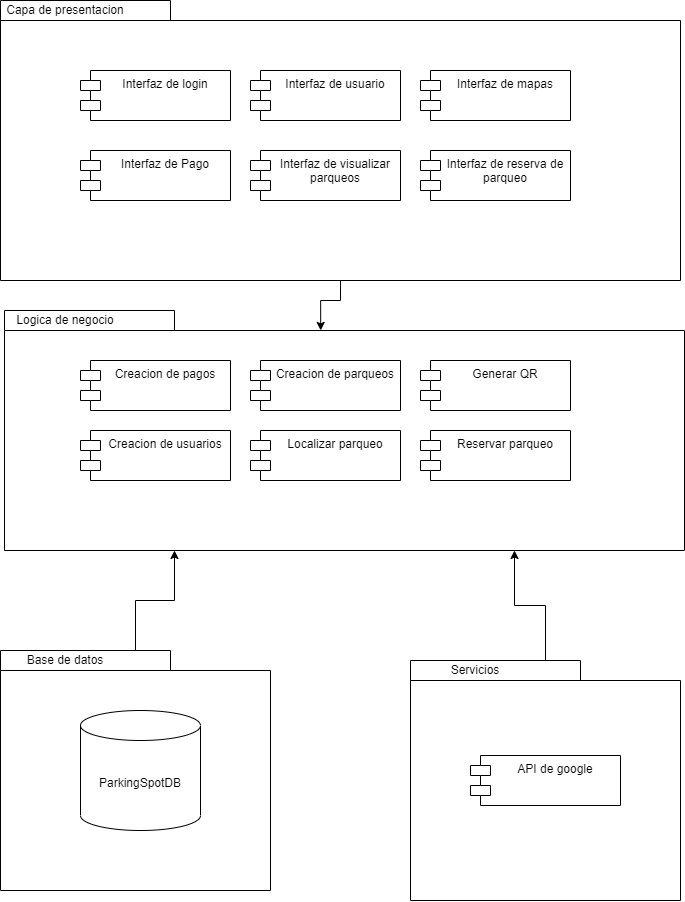 Capa de presentacion
Interfaz de login
Interfaz de usuario
Interfaz de mapas
Interfaz de Pago
Interfaz de visualizar
parqueos
Interfaz de reserva de
parqueo
Logica de negocio
Creacion de pagos
Creacion de parqueos
Generar QR
Creacion de usuarios
Localizar parqueo
Reservar parqueo
Base de datos
ParkingSpotDB
Servicios
API de google